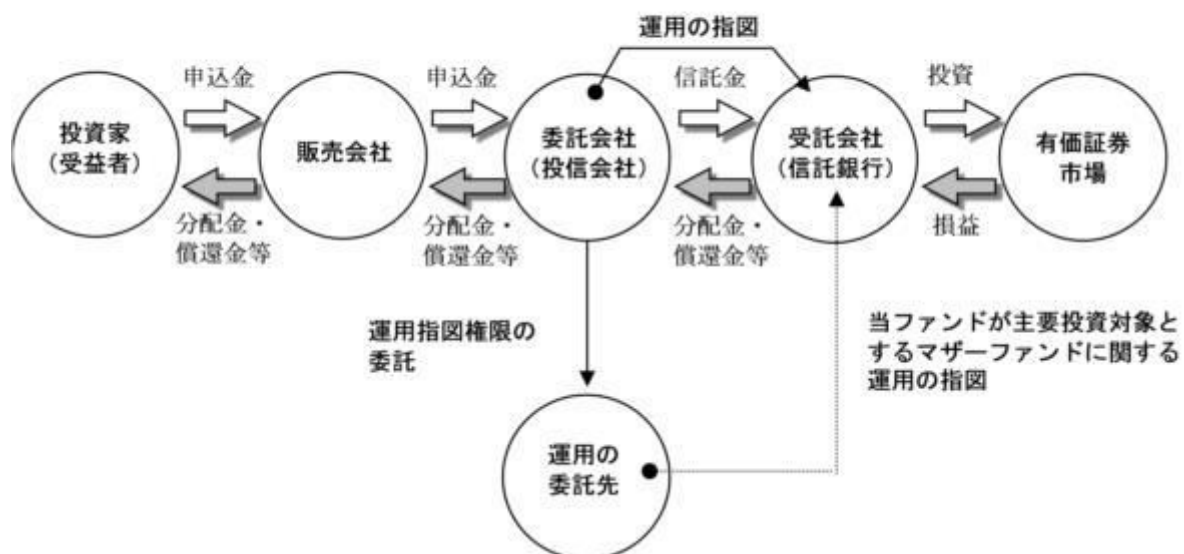 運用の指図
申込金
申込金
信託金
投資
投資家
(受益者)
販売会社
委託会社
(投信会社)
受託会社
(信託銀行)
有価証券
市場
分配金・
償還金等
分配金・
償還金等
分配金・
償還金等
損益
運用指図権限の
委託
当ファンドが主要投資対象と
するマザーファンドに関する
運用の指図
運用の
委託先